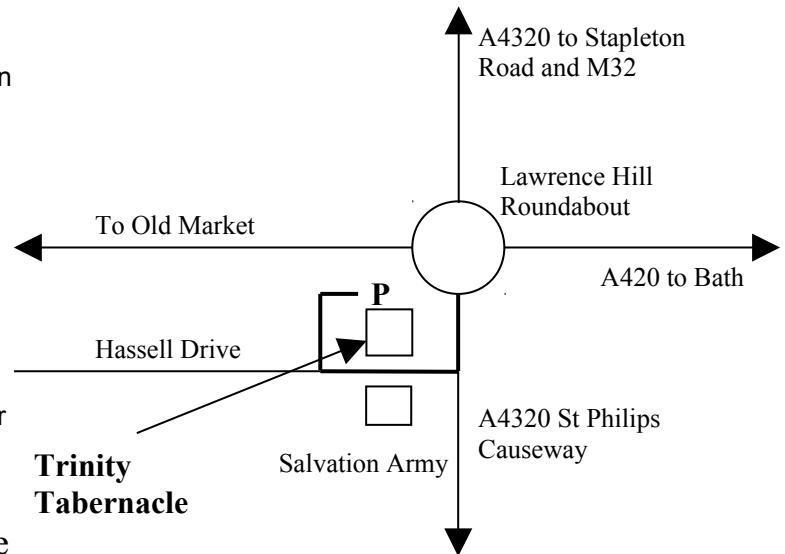 A4320 to Stapleton
Road and M32
n
Lawrence Hill
Roundabout
To Old Market
A420 to Bath
P
Hassell Drive
r
A4320 St Philips
Causeway
Salvation Army
Trinity
Tabernacle
e